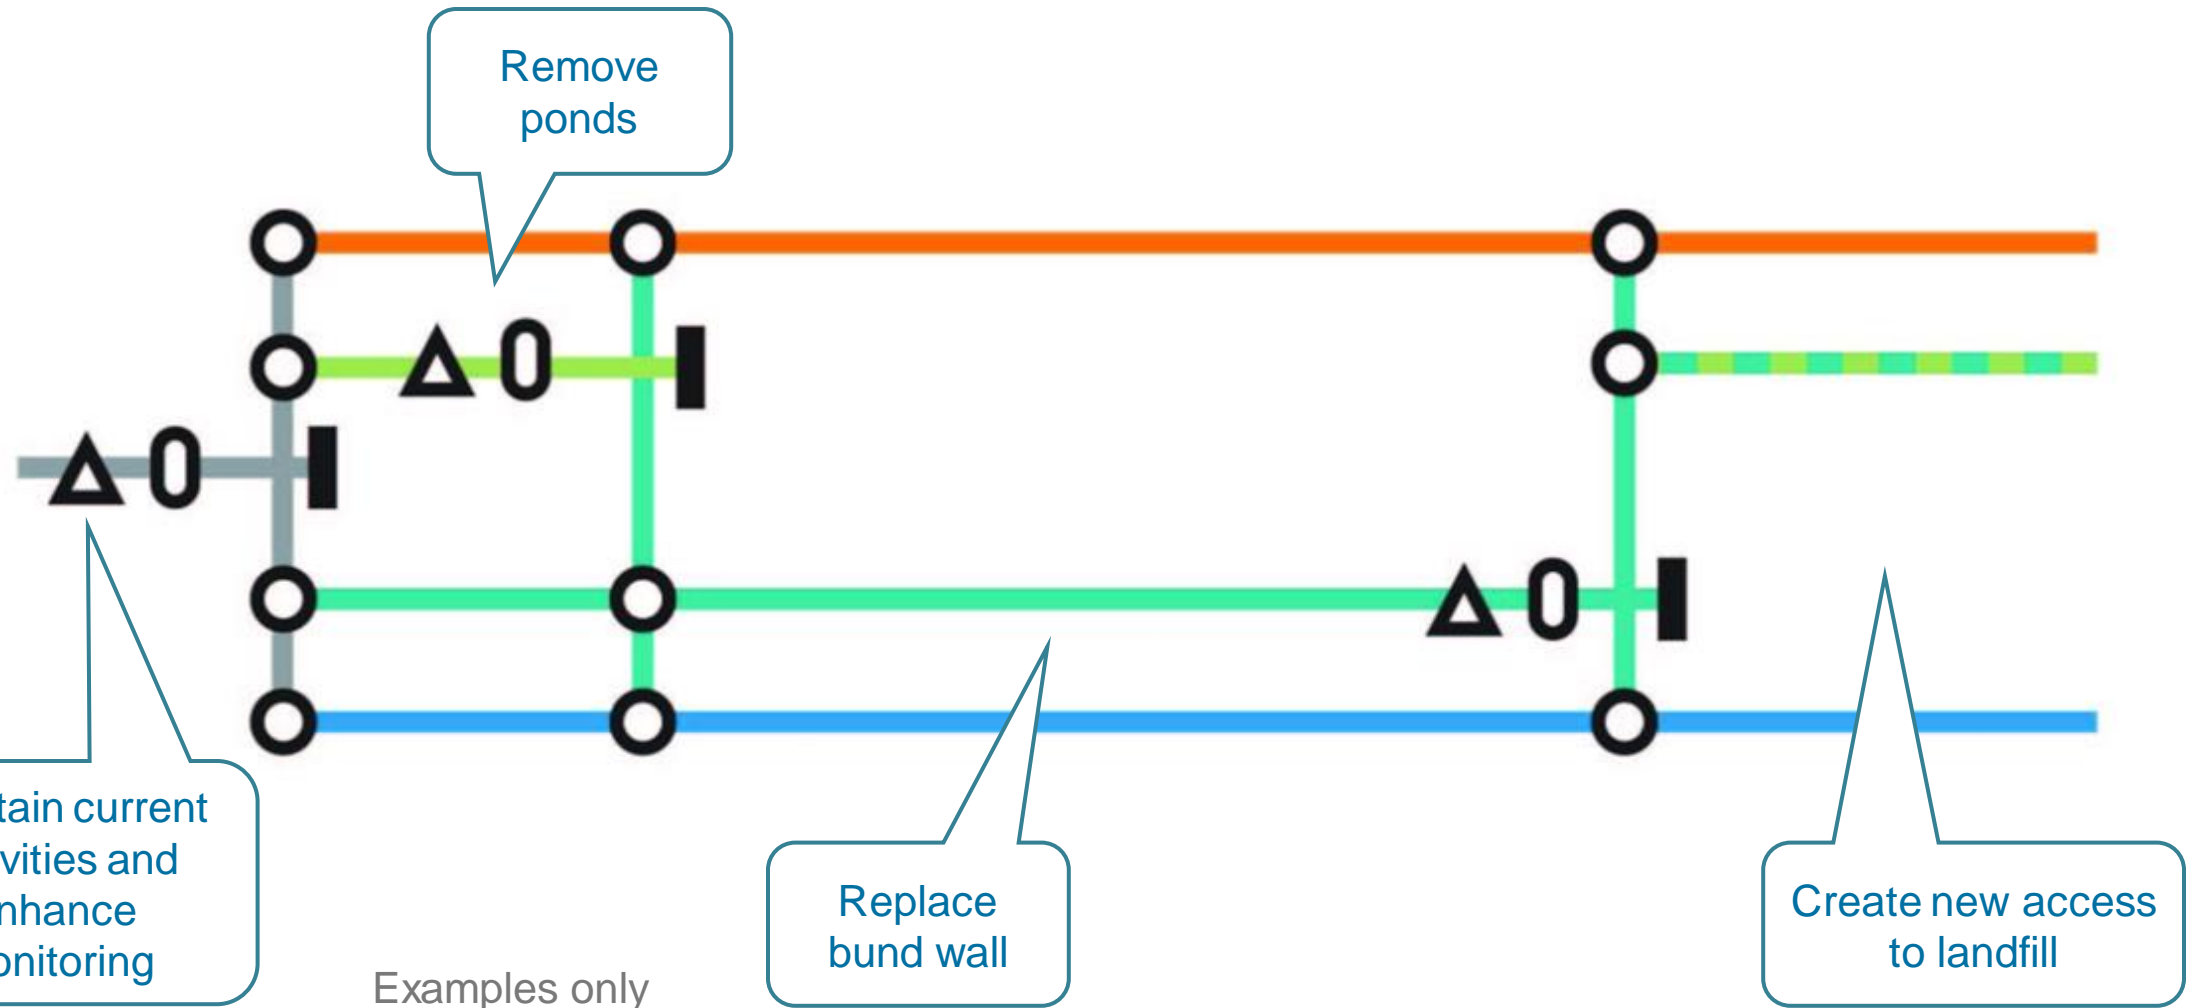 Remove
ponds
tain current
vities and
nhance
onitoring
Replace
bund wall
Create new access
to landfill
Examples only